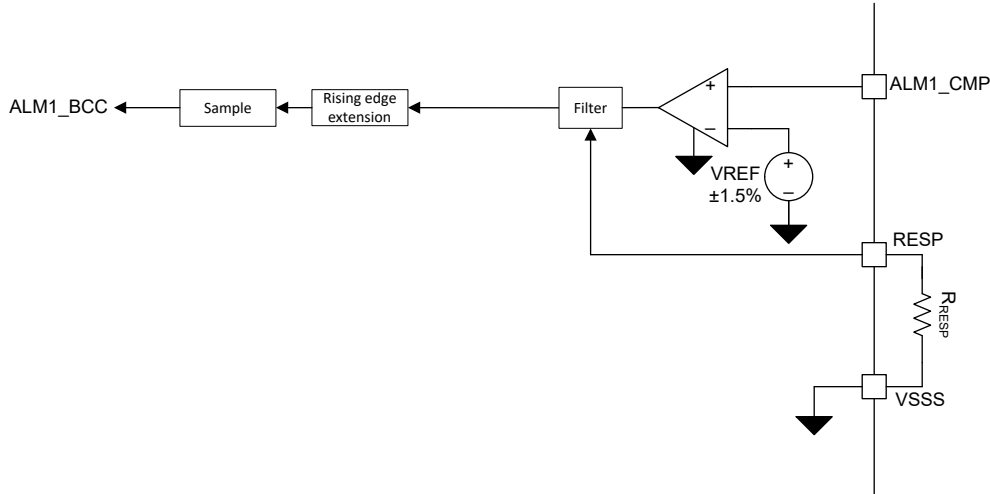 ALM1_CMP
+
ALM1_BCC
Sample
Rising edge
extension
Filter
–
+
VREF
±1.5%
–
RESP
RRESP
VSSS